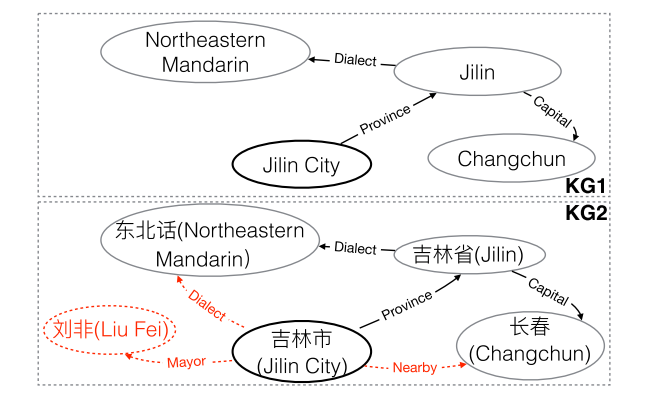 Northeastern
Mandarin
Dialect
Jilin
Province
Capital
Jilin City
Changchun
KG1
KG2
东北话(Northeastern
Mandarin)
Dialect
吉林省(Jilin)
Dialect
Province
Capital
刘非(Liu Fei)
吉林市
(Jilin City)
长春
(Changchun)
Mayor
Nearby